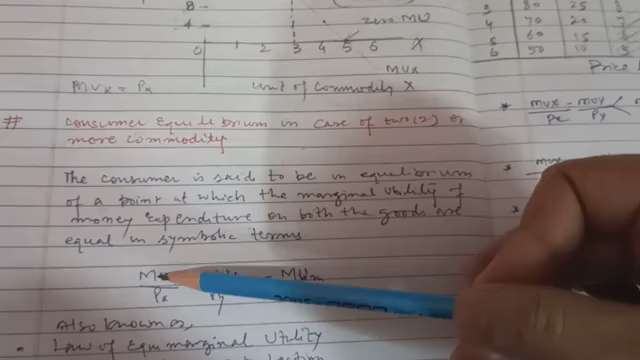 8
4
zero MU
0 1 2 3 4 5 6 X
MUx
MUx = Px
unit of commodity X
3 80 25
4 70 20
5 60 15
6 50 10 5
Price
# Consumer Equilibrium in case of two(2) or
more commodity
* MUx = MUy
Px Py
The consumer is said to be in equilibrium
of a point at which the marginal utility of
money Expenditure on both the goods are
equal in symbolic terms
* MUx
*
M = MUm
Px
Also known as,
• Law of Equi marginal Utility